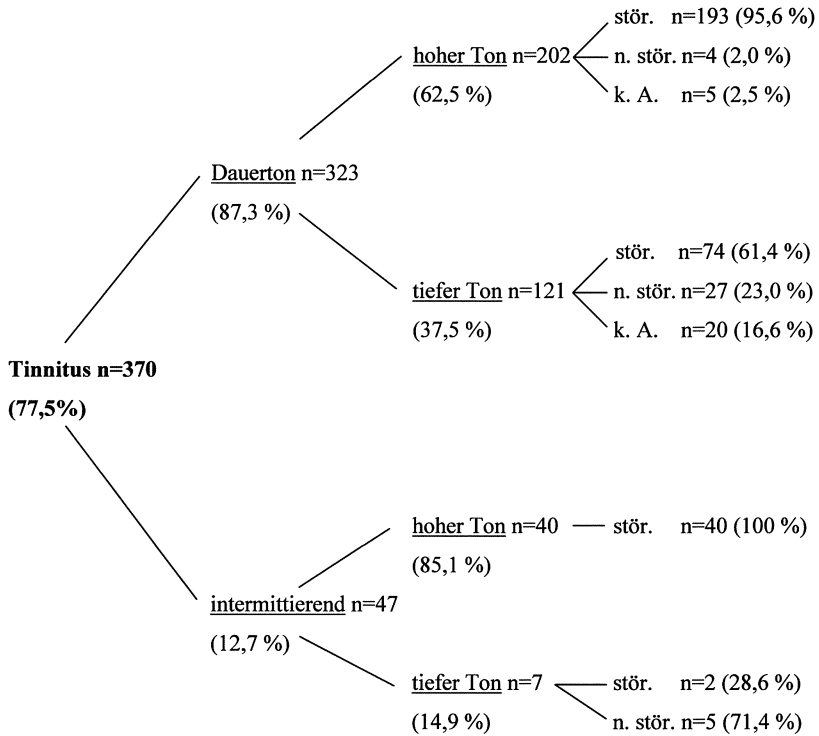 stör. n=193 (95,6 %)
hoher Ton n=202
n. stör. n=4 (2,0 %)
(62,5 %)
k. A. n=5 (2,5 %)
Dauerton n=323
(87,3 %)
stör. n=74 (61,4 %)
tiefer Ton n=121
n. stör. n=27 (23,0 %)
(37,5 %)
k. A. n=20 (16,6 %)
Tinnitus n=370
(77,5%)
hoher Ton n=40
stör. n=40 (100 %)
(85,1 %)
intermittierend n=47
(12,7 %)
tiefer Ton n=7
stör. n=2 (28,6 %)
(14,9 %)
n. stör. n=5 (71,4 %)